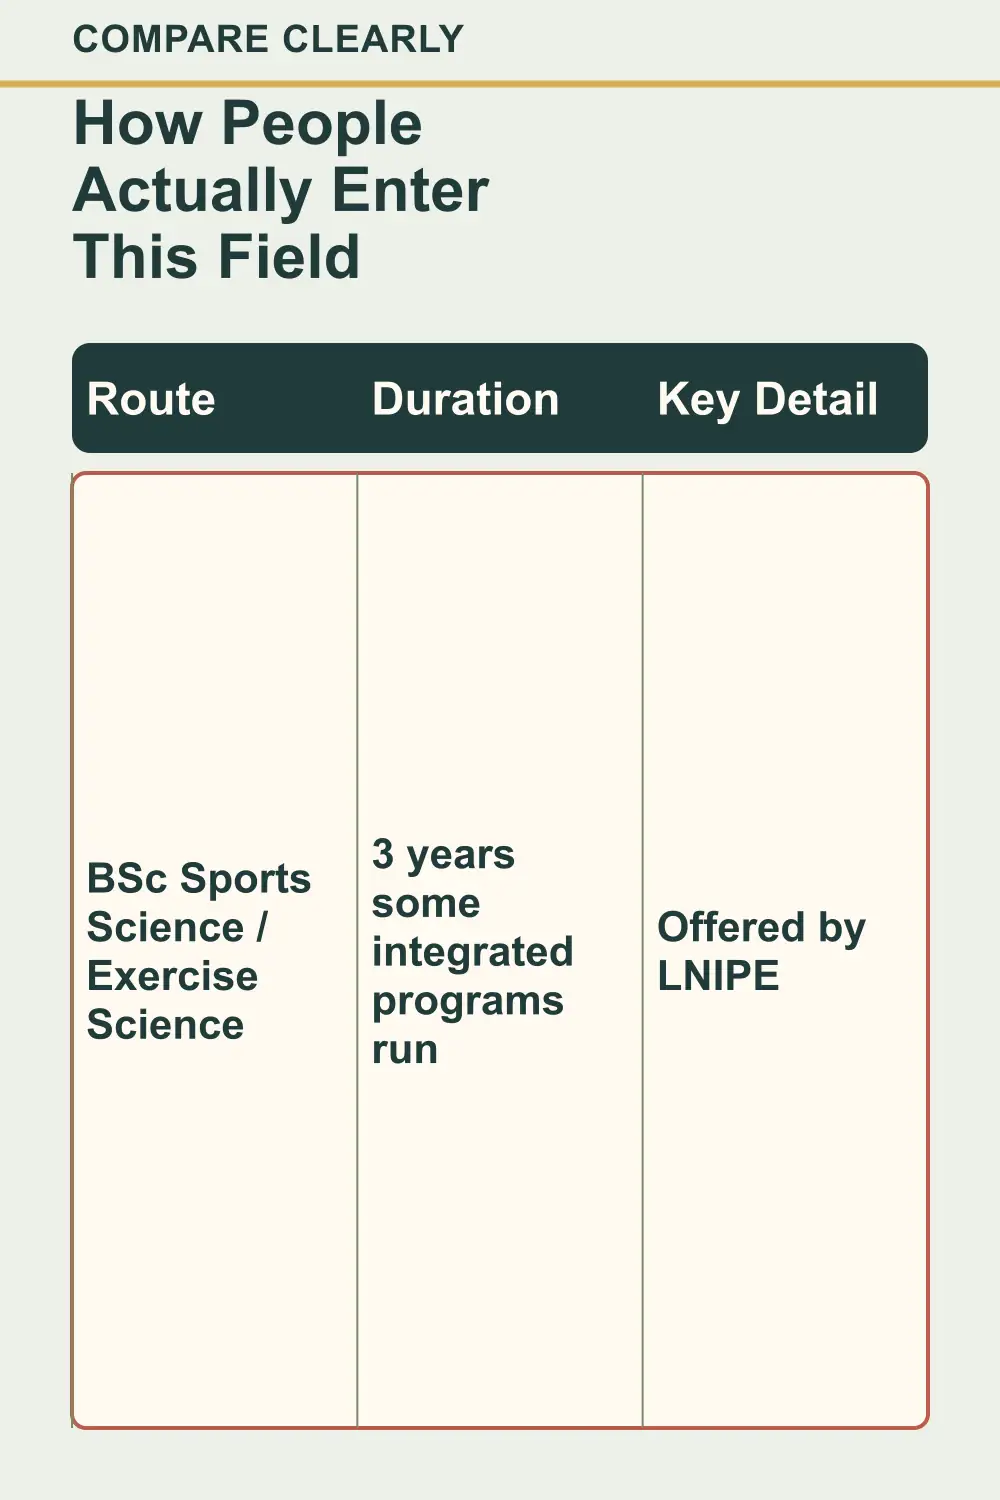 COMPARE CLEARLY
How People
Actually Enter
This Field
Route Duration Key Detail
BSc Sports
Science /
Exercise
Science
3 years
some
integrated
programs
run
Offered by
LNIPE